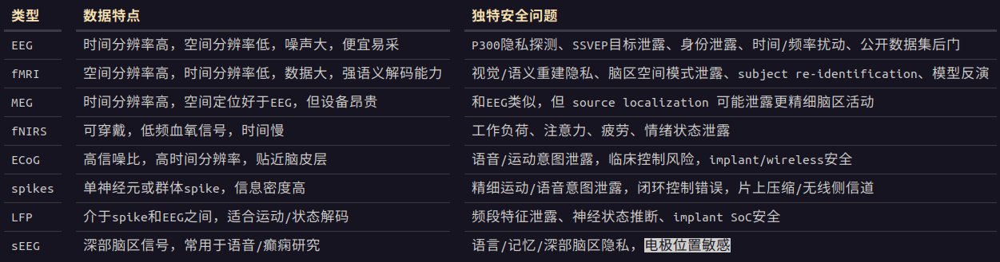 类型 数据特点 独特安全问题
EEG 时间分辨率高，空间分辨率低，噪声大，便宜易采 P300隐私探测、SSVEP目标泄露、身份泄露、时间/频率扰动、公开数据集后门
fMRI 空间分辨率高，时间分辨率低，数据大，强语义解码能力 视觉/语义重建隐私、脑区空间模式泄露、subject re-identification、模型反演
MEG 时间分辨率高，空间定位好于EEG，但设备昂贵 和EEG类似，但 source localization 可能泄露更精细脑区活动
fNIRS 可穿戴，低频血氧信号，时间慢 工作负荷、注意力、疲劳、情绪状态泄露
ECoG 高信噪比，高时间分辨率，贴近脑皮层 语音/运动意图泄露，临床控制风险，implant/wireless安全
spikes 单神经元或群体spike，信息密度高 精细运动/语音意图泄露，闭环控制错误，片上压缩/无线侧信道
LFP 介于spike和EEG之间，适合运动/状态解码 频段特征泄露、神经状态推断、implant SoC安全
sEEG 深部脑区信号，常用于语音/癫痫研究 语言/记忆/深部脑区隐私，电极位置敏感